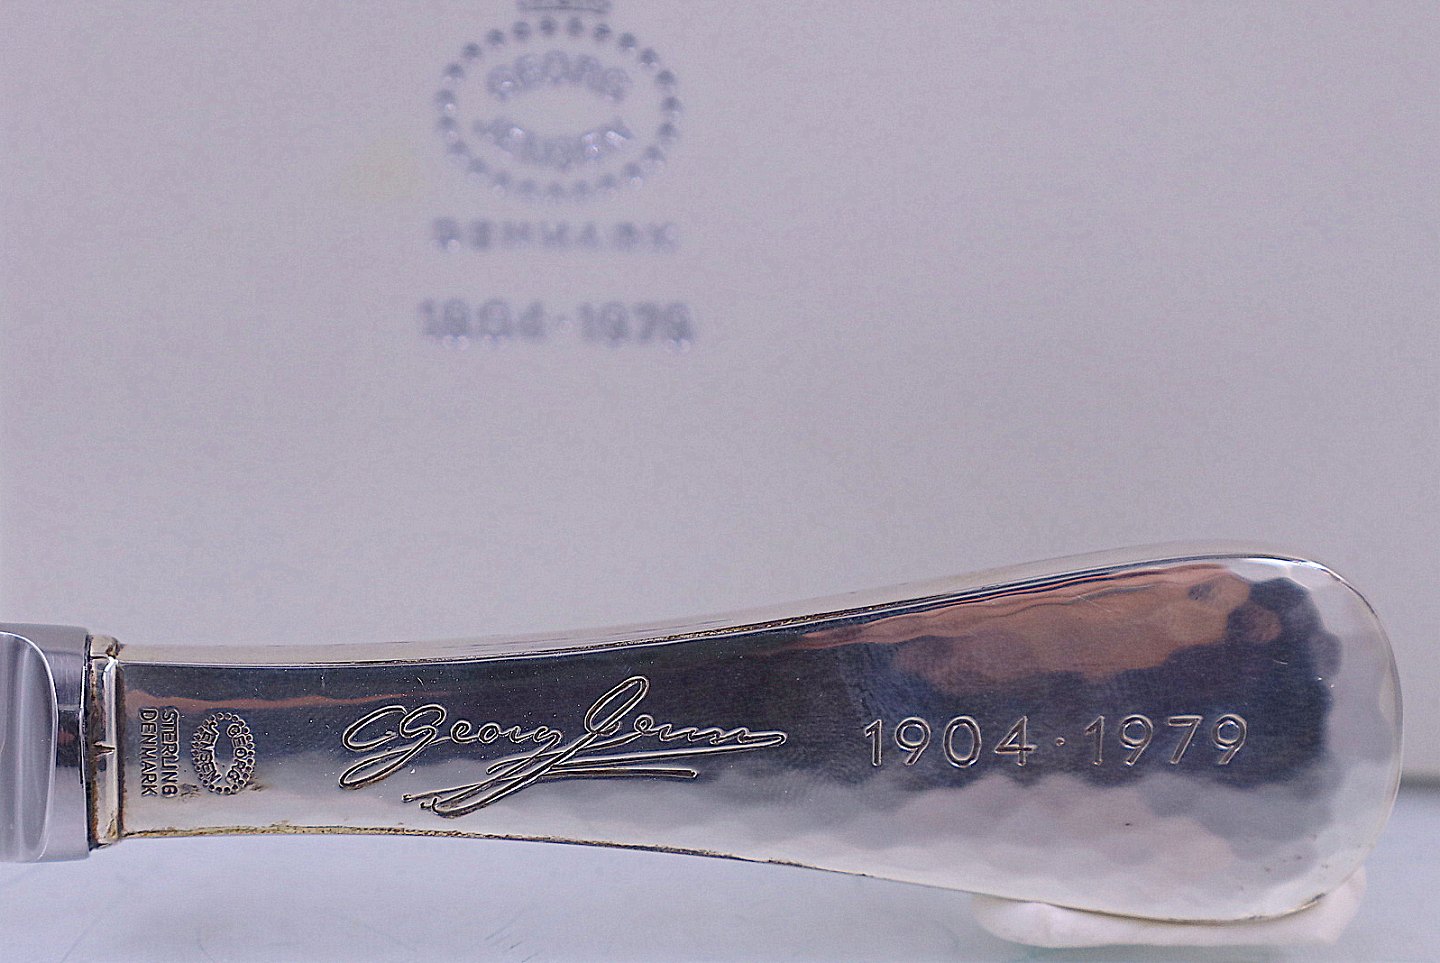 GEORG
JENSEN
DENMARK
1904·1979
Georg Jensen
1904·1979
GEORG
JENSEN
STERLING
DENMARK